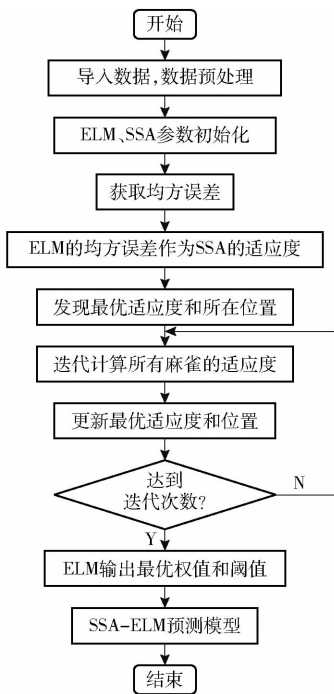 开始
导入数据,数据预处理
ELM、SSA参数初始化
获取均方误差
ELM的均方误差作为SSA的适应度
发现最优适应度和所在位置
迭代计算所有麻雀的适应度
更新最优适应度和位置
达到
迭代次数?
N
Y
ELM输出最优权值和阈值
SSA-ELM预测模型
结束